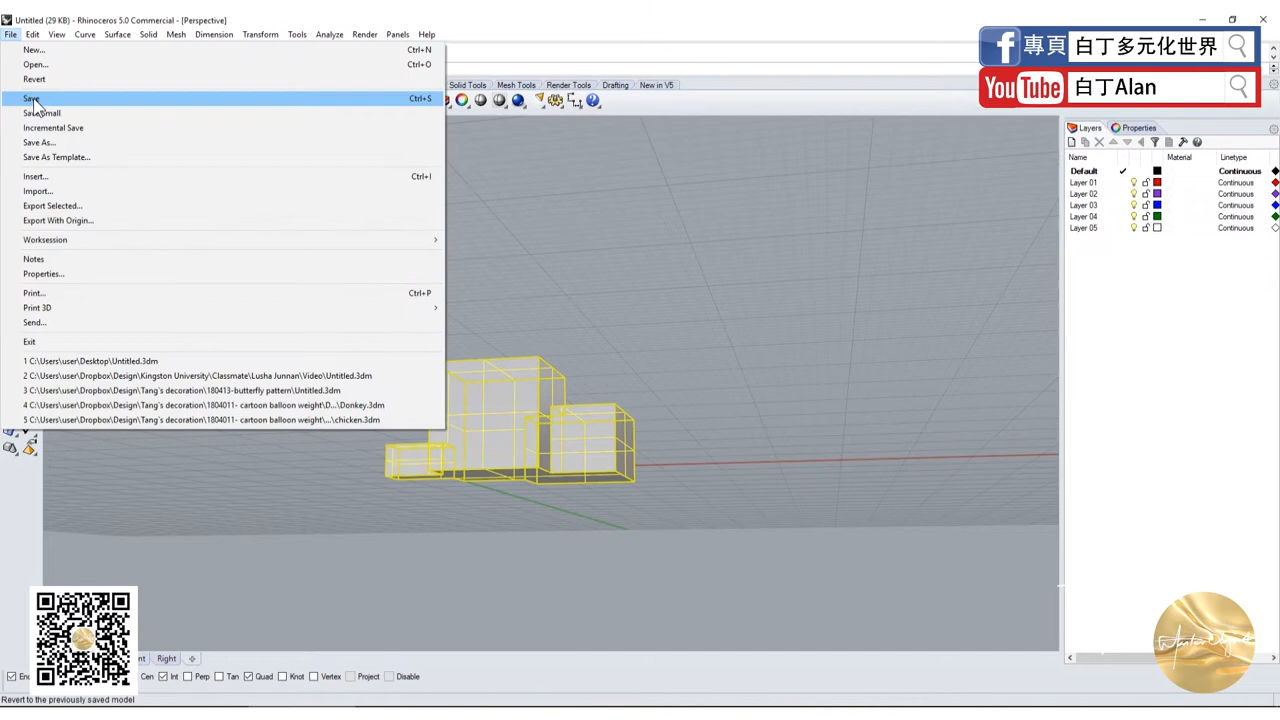 Untitled (29 KB) - Rhinoceros 5.0 Commercial - [Perspective]
File Edit View Curve Surface Solid Mesh Dimension Transform Tools Analyze Render Panels Help
專頁 白丁多元化世界
YouTube 白丁Alan
New... Ctrl+N
Open... Ctrl+O
Revert
Save Ctrl+S
Save Small
Incremental Save
Save As...
Save As Template...
Insert... Ctrl+I
Import...
Export Selected...
Export With Origin...
Worksession
Notes
Properties...
Print... Ctrl+P
Print 3D
Send...
Exit
1 C:\Users\user\Desktop\Untitled.3dm
2 C:\Users\user\Dropbox\Design\Kingston University\Classmate\Lusha Junnan\Video\Untitled.3dm
3 C:\Users\user\Dropbox\Design\Tang's decoration\180413-butterfly pattern\Untitled.3dm
4 C:\Users\user\Dropbox\Design\Tang's decoration\1804011- cartoon balloon weight\D...\Donkey.3dm
5 C:\Users\user\Dropbox\Design\Tang's decoration\1804011- cartoon balloon weight\...\chicken.3dm
Solid Tools Mesh Tools Render Tools Drafting New in V5
Layers Properties
Name Material Linetype
Default Continuous
Layer 01 Continuous
Layer 02 Continuous
Layer 03 Continuous
Layer 04 Continuous
Layer 05 Continuous
Right
Cen Int Perp Tan Quad Knot Vertex Project Disable
Revert to the previously saved model